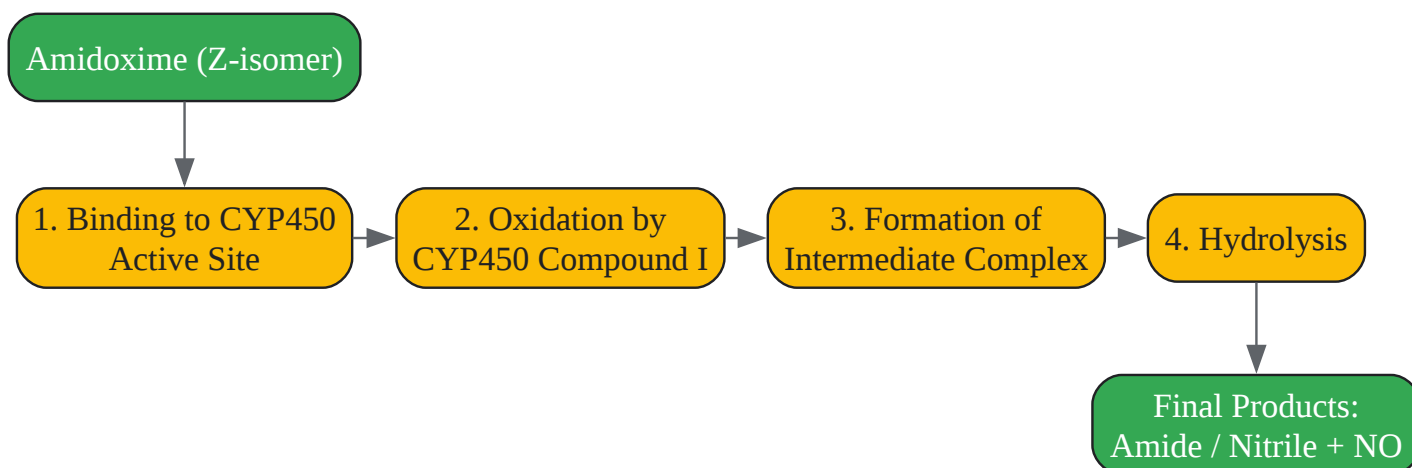 Amidoxime (Z-isomer)
1. Binding to CYP450
Active Site
2. Oxidation by
CYP450 Compound I
3. Formation of
Intermediate Complex
4. Hydrolysis
Final Products:
Amide / Nitrile + NO